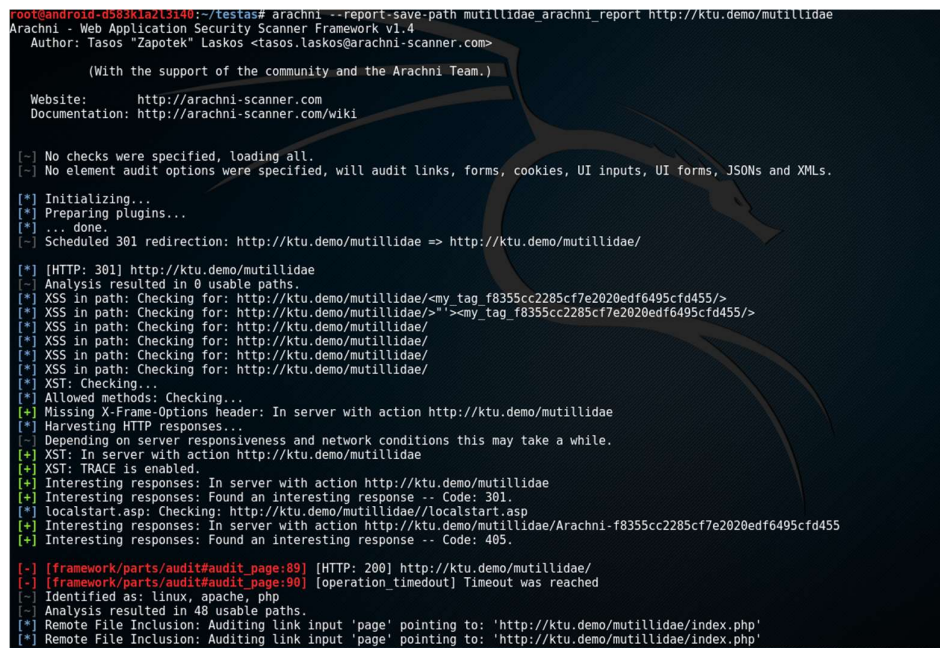 root@android-d583k1a2l3i40:~/testas# arachni --report-save-path mutillidae_arachni_report http://ktu.demo/mutillidae
Arachni - Web Application Security Scanner Framework v1.4
Author: Tasos "Zapotek" Laskos <tasos.laskos@arachni-scanner.com>
(With the support of the community and the Arachni Team.)
Website: http://arachni-scanner.com
Documentation: http://arachni-scanner.com/wiki
[~] No checks were specified, loading all.
[~] No element audit options were specified, will audit links, forms, cookies, UI inputs, UI forms, JSONs and XMLs.
[*] Initializing...
[*] Preparing plugins...
[*] ... done.
[~] Scheduled 301 redirection: http://ktu.demo/mutillidae => http://ktu.demo/mutillidae/
[*] [HTTP: 301] http://ktu.demo/mutillidae
[~] Analysis resulted in 0 usable paths.
[*] XSS in path: Checking for: http://ktu.demo/mutillidae/<my_tag_f8355cc2285cf7e2020edf6495cfd455/>
[*] XSS in path: Checking for: http://ktu.demo/mutillidae/>"'><my_tag_f8355cc2285cf7e2020edf6495cfd455/>
[*] XSS in path: Checking for: http://ktu.demo/mutillidae/
[*] XSS in path: Checking for: http://ktu.demo/mutillidae/
[*] XSS in path: Checking for: http://ktu.demo/mutillidae/
[*] XSS in path: Checking for: http://ktu.demo/mutillidae/
[*] XST: Checking...
[*] Allowed methods: Checking...
[+] Missing X-Frame-Options header: In server with action http://ktu.demo/mutillidae
[*] Harvesting HTTP responses...
[~] Depending on server responsiveness and network conditions this may take a while.
[+] XST: In server with action http://ktu.demo/mutillidae
[+] XST: TRACE is enabled.
[+] Interesting responses: In server with action http://ktu.demo/mutillidae
[+] Interesting responses: Found an interesting response -- Code: 301.
[*] localstart.asp: Checking: http://ktu.demo/mutillidae//localstart.asp
[+] Interesting responses: In server with action http://ktu.demo/mutillidae/Arachni-f8355cc2285cf7e2020edf6495cfd455
[+] Interesting responses: Found an interesting response -- Code: 405.
[-] [framework/parts/audit#audit_page:89] [HTTP: 200] http://ktu.demo/mutillidae/
[-] [framework/parts/audit#audit_page:90] [operation_timedout] Timeout was reached
[~] Identified as: linux, apache, php
[~] Analysis resulted in 48 usable paths.
[*] Remote File Inclusion: Auditing link input 'page' pointing to: 'http://ktu.demo/mutillidae/index.php'
[*] Remote File Inclusion: Auditing link input 'page' pointing to: 'http://ktu.demo/mutillidae/index.php'